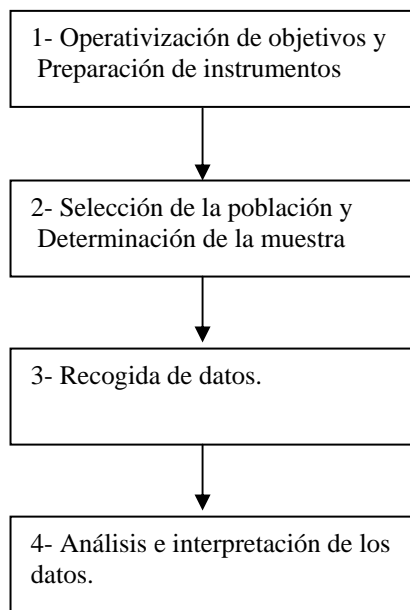 1- Operativización de objetivos y
Preparación de instrumentos
2- Selección de la población y
Determinación de la muestra
3- Recogida de datos.
4- Análisis e interpretación de los
datos.